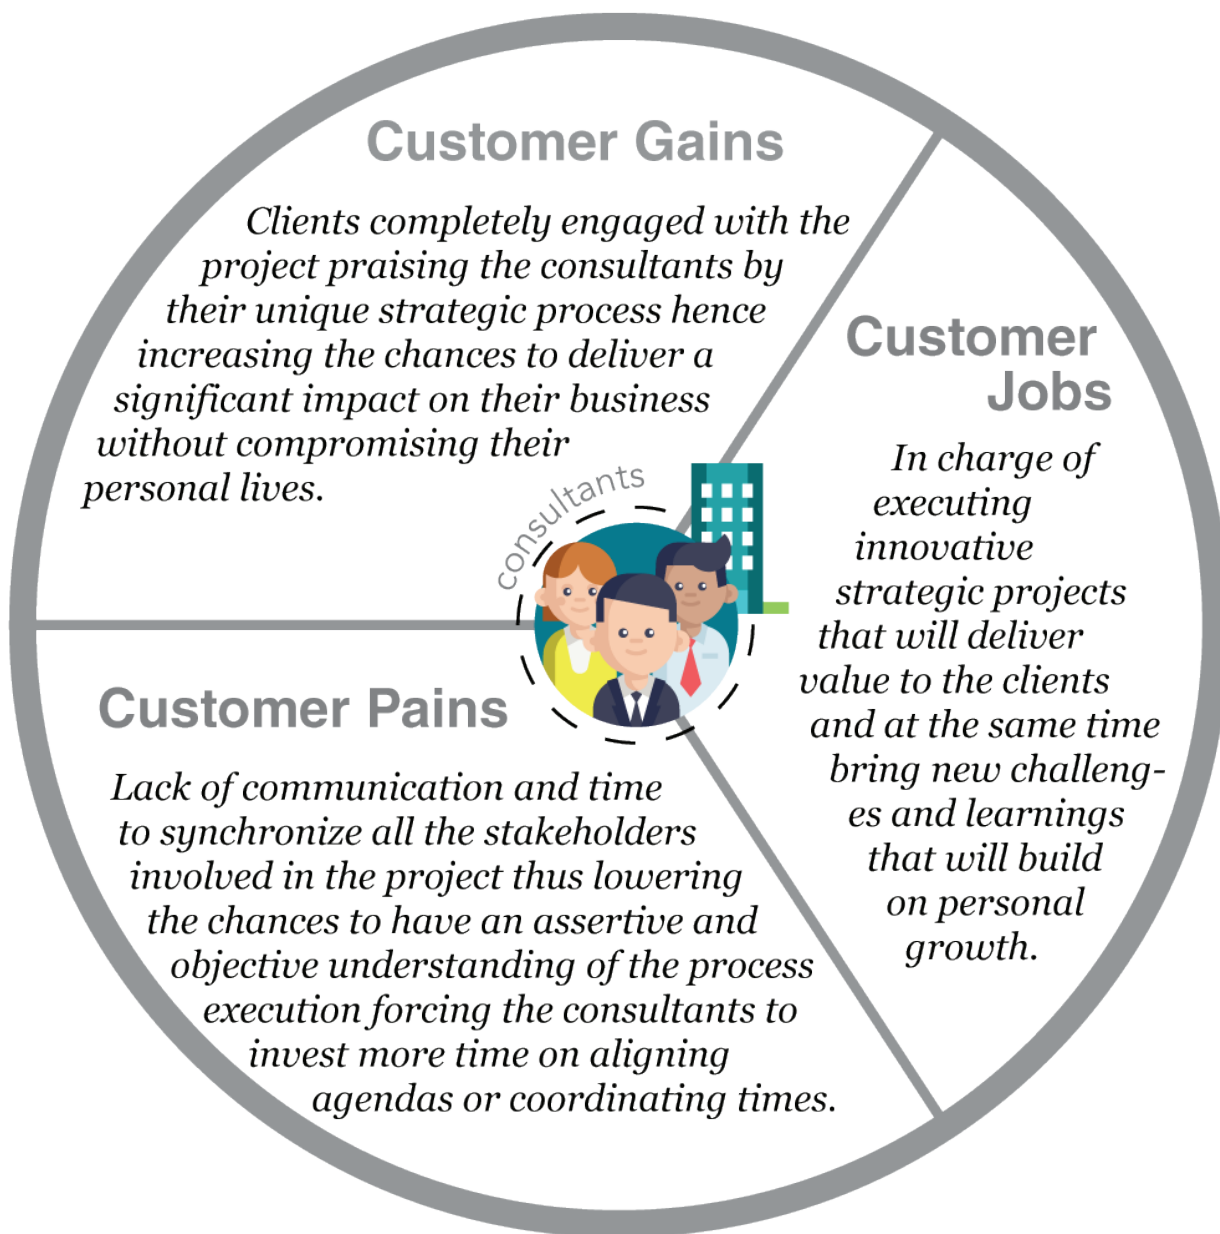 Customer Gains
Clients completely engaged with the
project praising the consultants by
their unique strategic process hence
increasing the chances to deliver a
significant impact on their business
without compromising their
personal lives.
Customer
Jobs
In charge of
executing
innovative
strategic projects
that will deliver
value to the clients
and at the same time
bring new challeng-
es and learnings
that will build
on personal
growth.
consultants
Customer Pains
Lack of communication and time
to synchronize all the stakeholders
involved in the project thus lowering
the chances to have an assertive and
objective understanding of the process
execution forcing the consultants to
invest more time on aligning
agendas or coordinating times.